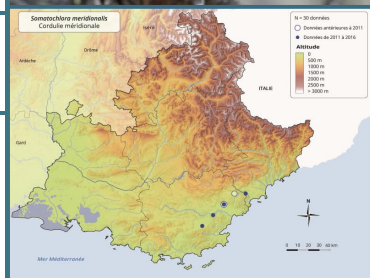 Somatochlora meridionalis
Cordulie méridionale
N = 30 données
Données antérieures à 2011
Données de 2011 à 2016
Altitude
0
500 m
1000 m
1500 m
2000 m
2500 m
> 3000 m
Isère
Drôme
Ardèche
ITALIE
Gard
N
0 10 20 30 40 km
Mer Méditerranée